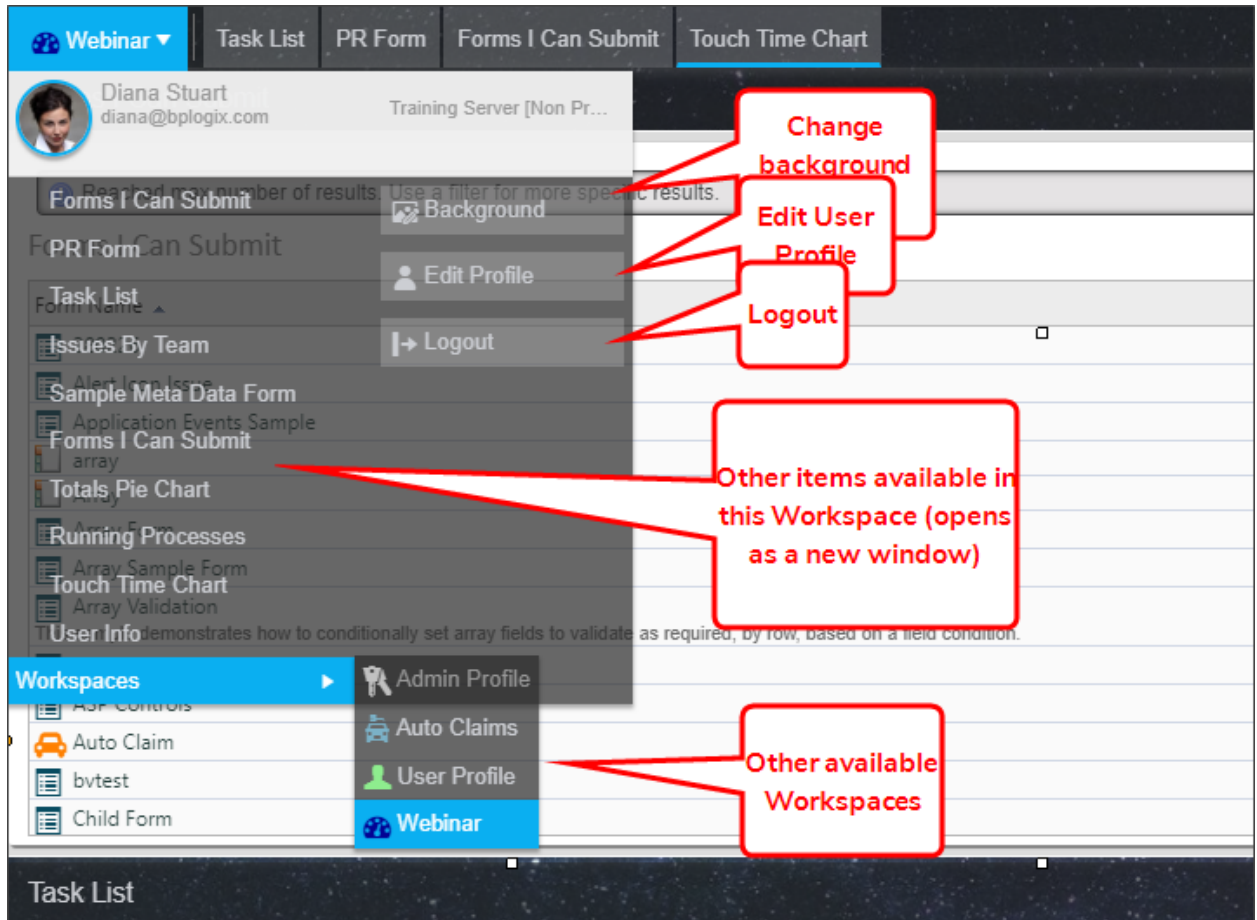 Webinar ▼
Task List
PR Form
Forms I Can Submit
Touch Time Chart
Diana Stuart
diana@bplogix.com
Training Server [Non Pr...
Change
background
Reached max number of results. Use a filter for more specific results.
Forms I Can Submit
Background
Edit User
Profile
Forms I Can Submit
PR Form
Edit Profile
Task List
Form Name
Logout
Issues By Team
Logout
Alert Icon Issue
Sample Meta Data Form
Application Events Sample
Forms I Can Submit
array
Other items available in
this Workspace (opens
as a new window)
Totals Pie Chart
Array
Array Form
Running Processes
Array Sample Form
Touch Time Chart
Array Validation
User Info
demonstrates how to conditionally set array fields to validate as required, by row, based on a field condition.
Workspaces
Admin Profile
ASP Controls
Auto Claims
Auto Claim
User Profile
Other available
Workspaces
bvtest
Webinar
Child Form
Task List